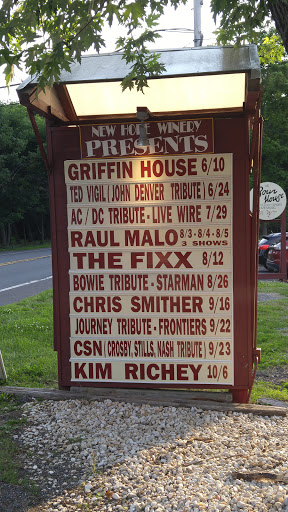 NEW HOPE WINERY
PRESENTS
GRIFFIN HOUSE 6/10
TED VIGIL (JOHN DENVER TRIBUTE) 6/24
AC / DC TRIBUTE - LIVE WIRE 7/29
RAUL MALO 8/3 - 8/4 - 8/5
3 SHOWS
THE FIXX 8/12
BOWIE TRIBUTE - STARMAN 8/26
CHRIS SMITHER 9/16
JOURNEY TRIBUTE - FRONTIERS 9/22
CSN (CROSBY, STILLS, NASH TRIBUTE) 9/23
KIM RICHEY 10/6